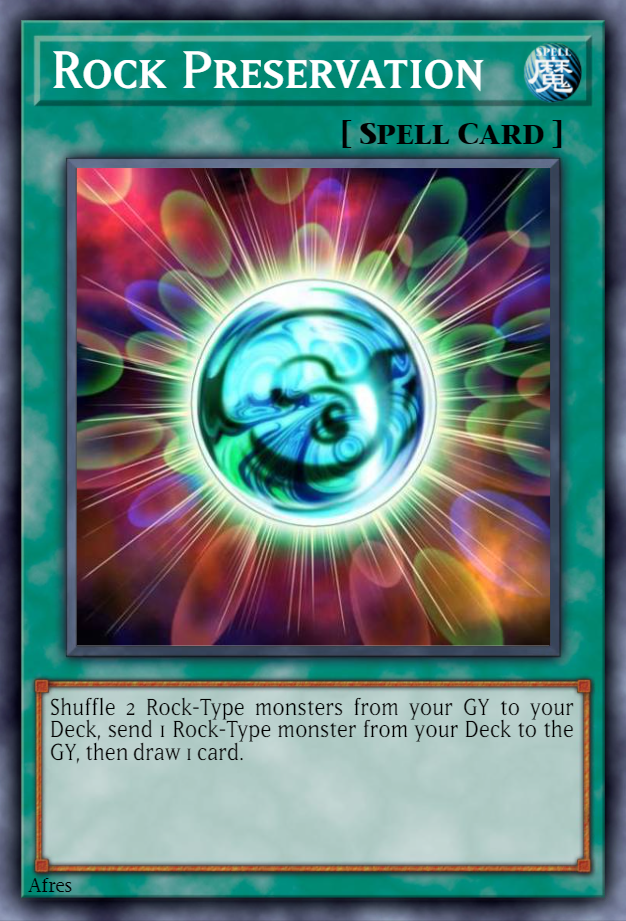 Rock Preservation
SPELL
魔
[ Spell Card ]
Shuffle 2 Rock-Type monsters from your GY to your
Deck, send 1 Rock-Type monster from your Deck to the
GY, then draw 1 card.
Afres